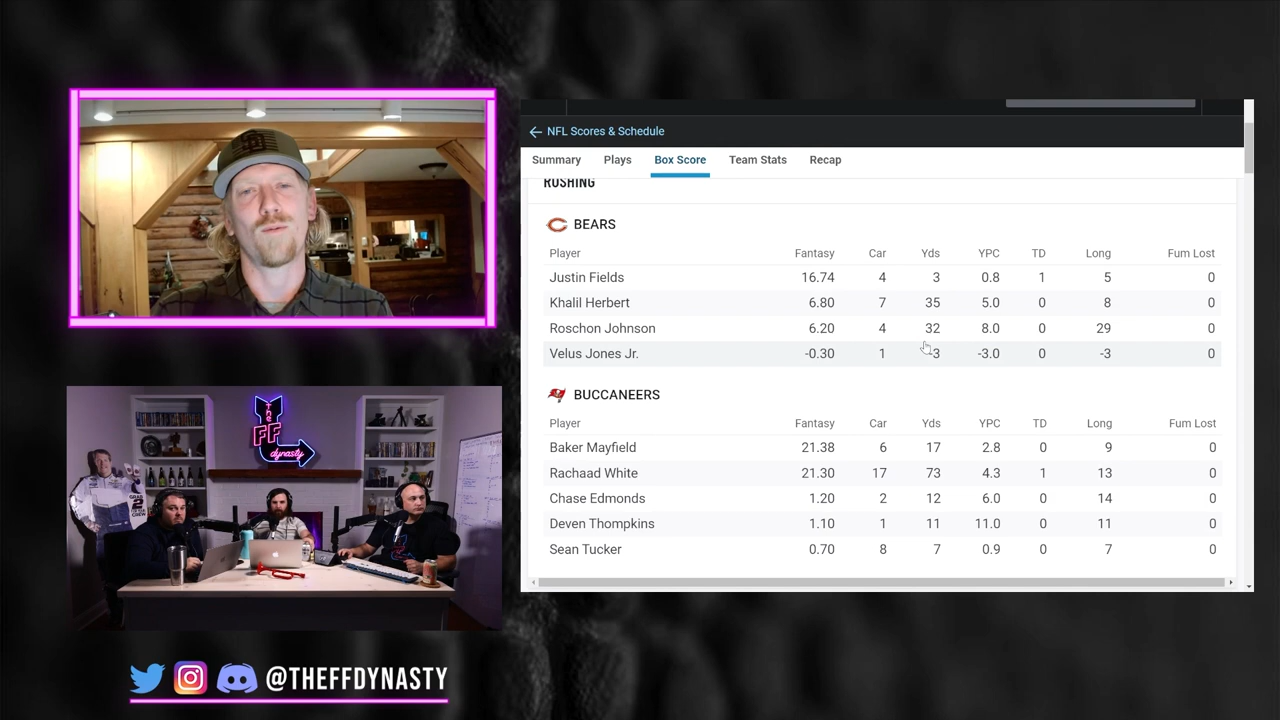 NFL Scores & Schedule
Summary Plays Box Score Team Stats Recap
RUSHING
BEARS
Player Fantasy Car Yds YPC TD Long Fum Lost
Justin Fields 16.74 4 3 0.8 1 5 0
Khalil Herbert 6.80 7 35 5.0 0 8 0
Roschon Johnson 6.20 4 32 8.0 0 29 0
Velus Jones Jr. -0.30 1 -3 -3.0 0 -3 0
BUCCANEERS
Player Fantasy Car Yds YPC TD Long Fum Lost
Baker Mayfield 21.38 6 17 2.8 0 9 0
Rachaad White 21.30 17 73 4.3 1 13 0
Chase Edmonds 1.20 2 12 6.0 0 14 0
Deven Thompkins 1.10 1 11 11.0 0 11 0
Sean Tucker 0.70 8 7 0.9 0 7 0
The
FF
dynasty
GRAB
2
@THEFFDYNASTY